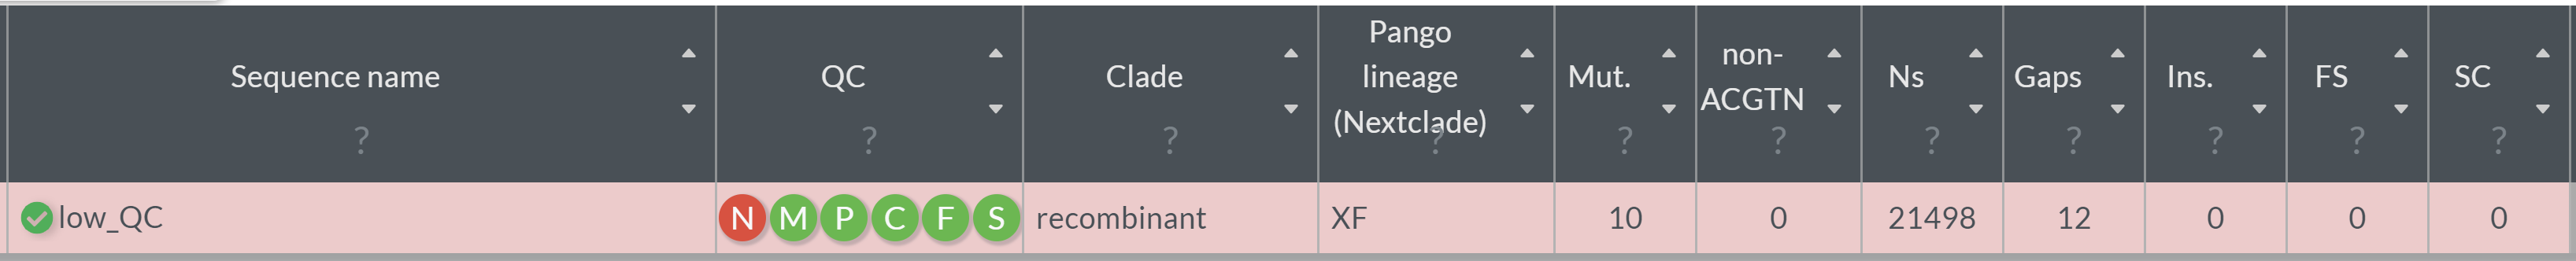 Sequence name
?
QC
?
Clade
?
Pango
lineage
(Nextclade)
?
Mut.
?
non-
ACGTN
?
Ns
?
Gaps
?
Ins.
?
FS
?
SC
?
low_QC
N M P C F S
recombinant
XF
10
0
21498
12
0
0
0